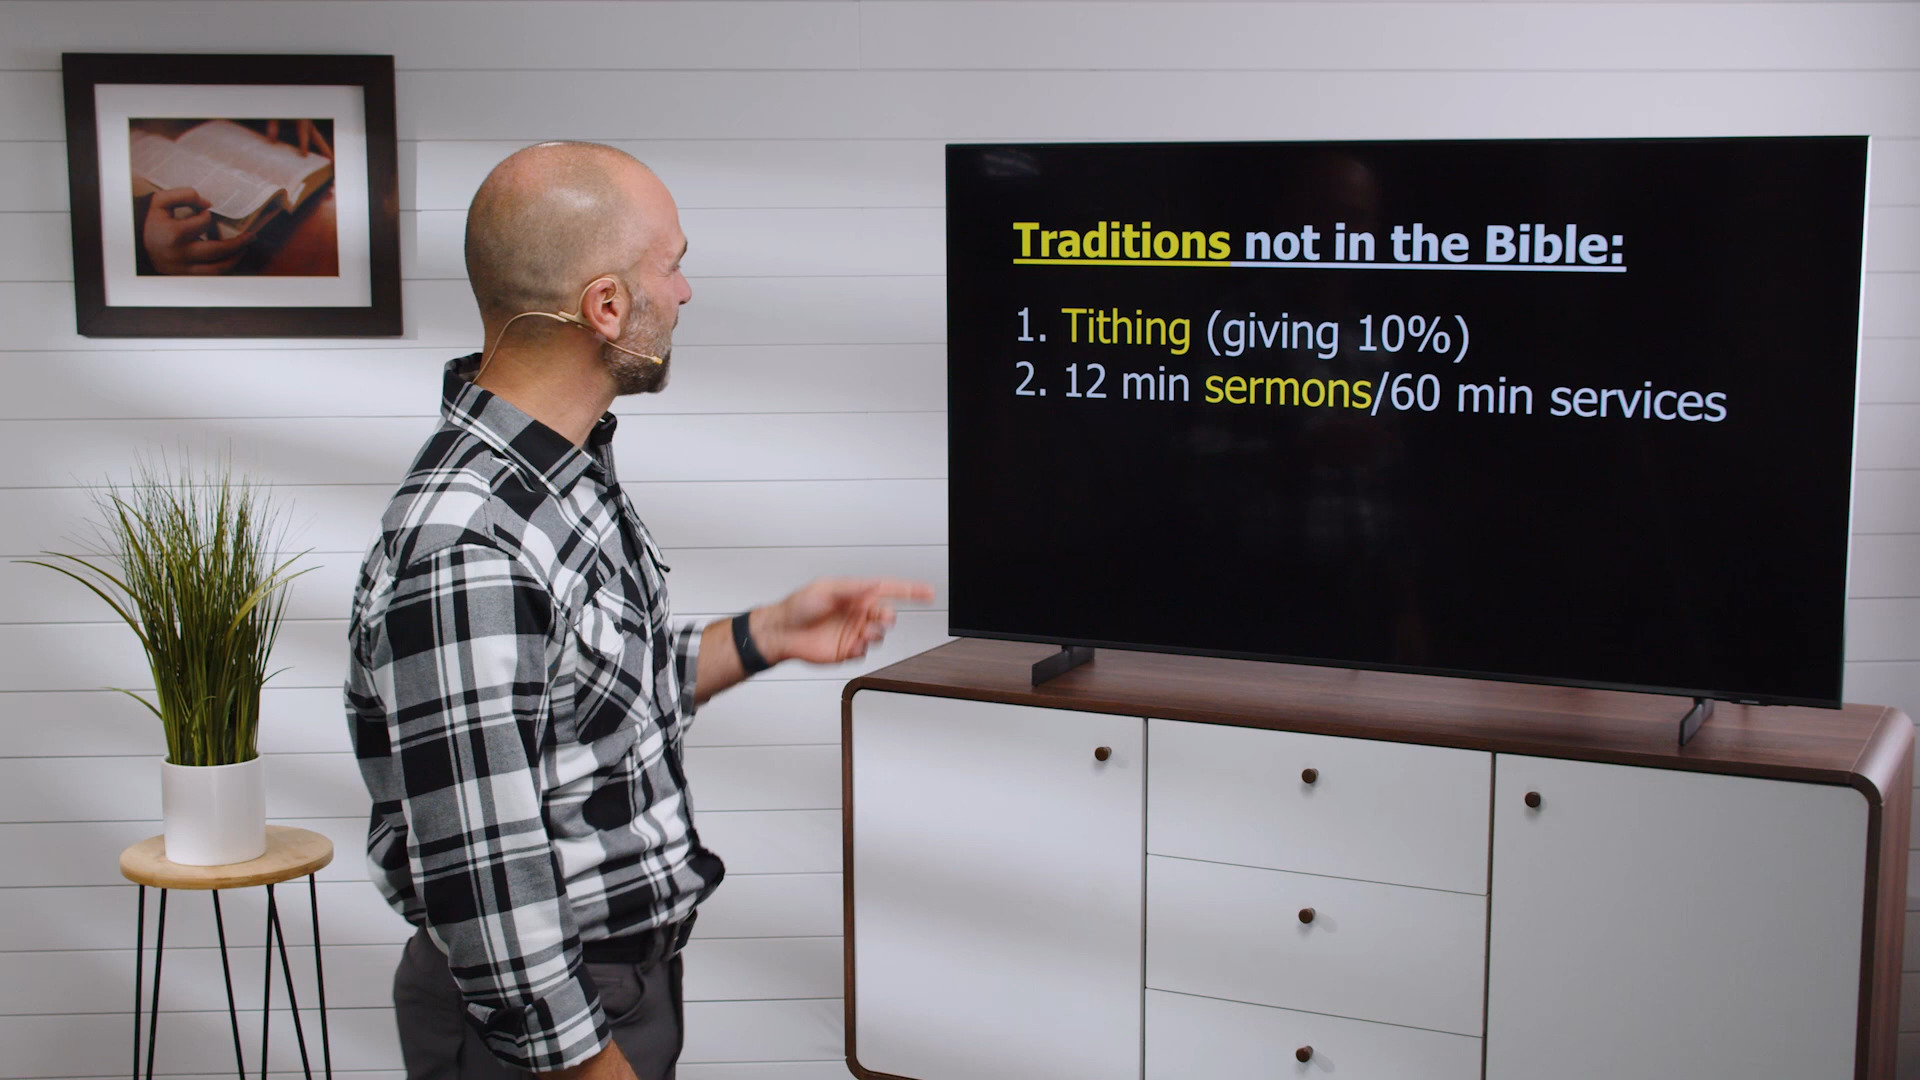 Traditions not in the Bible:
1. Tithing (giving 10%)
2. 12 min sermons/60 min services